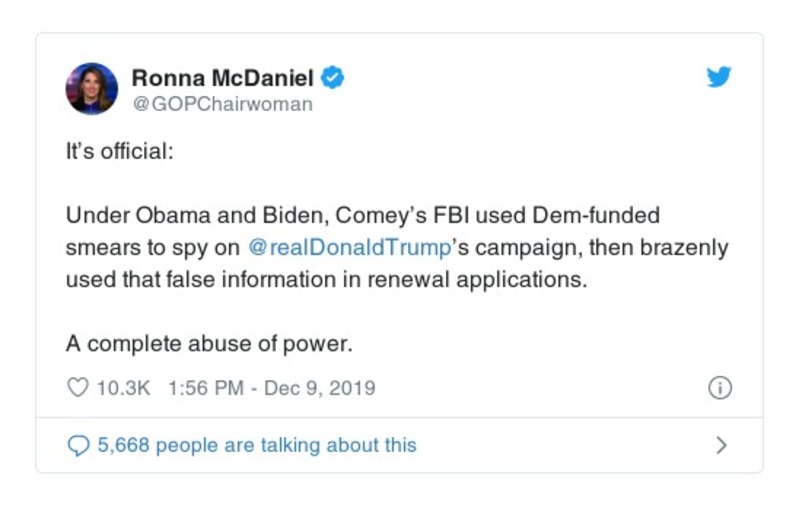 Ronna McDaniel
@GOPChairwoman
It’s official:
Under Obama and Biden, Comey’s FBI used Dem-funded
smears to spy on @realDonaldTrump’s campaign, then brazenly
used that false information in renewal applications.
A complete abuse of power.
10.3K 1:56 PM - Dec 9, 2019
5,668 people are talking about this